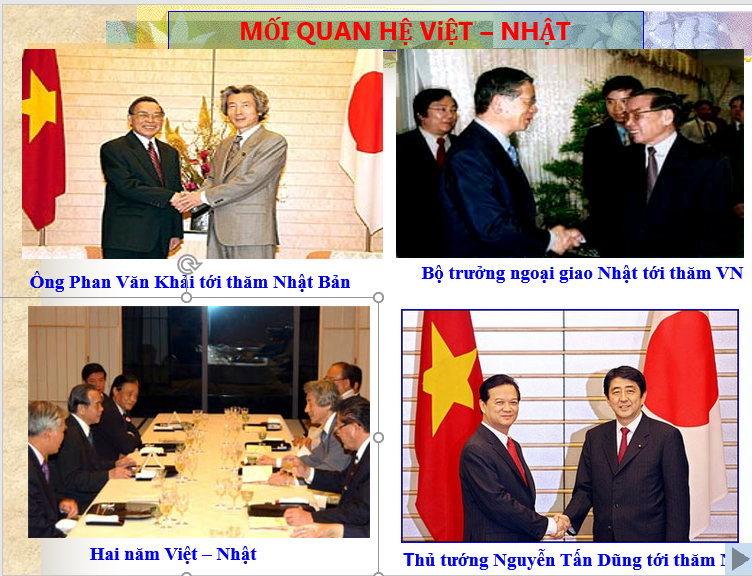 MỐI QUAN HỆ ViỆT – NHẬT
Ông Phan Văn Khải tới thăm Nhật Bản
Bộ trưởng ngoại giao Nhật tới thăm VN
Hai năm Việt – Nhật
Thủ tướng Nguyễn Tấn Dũng tới thăm